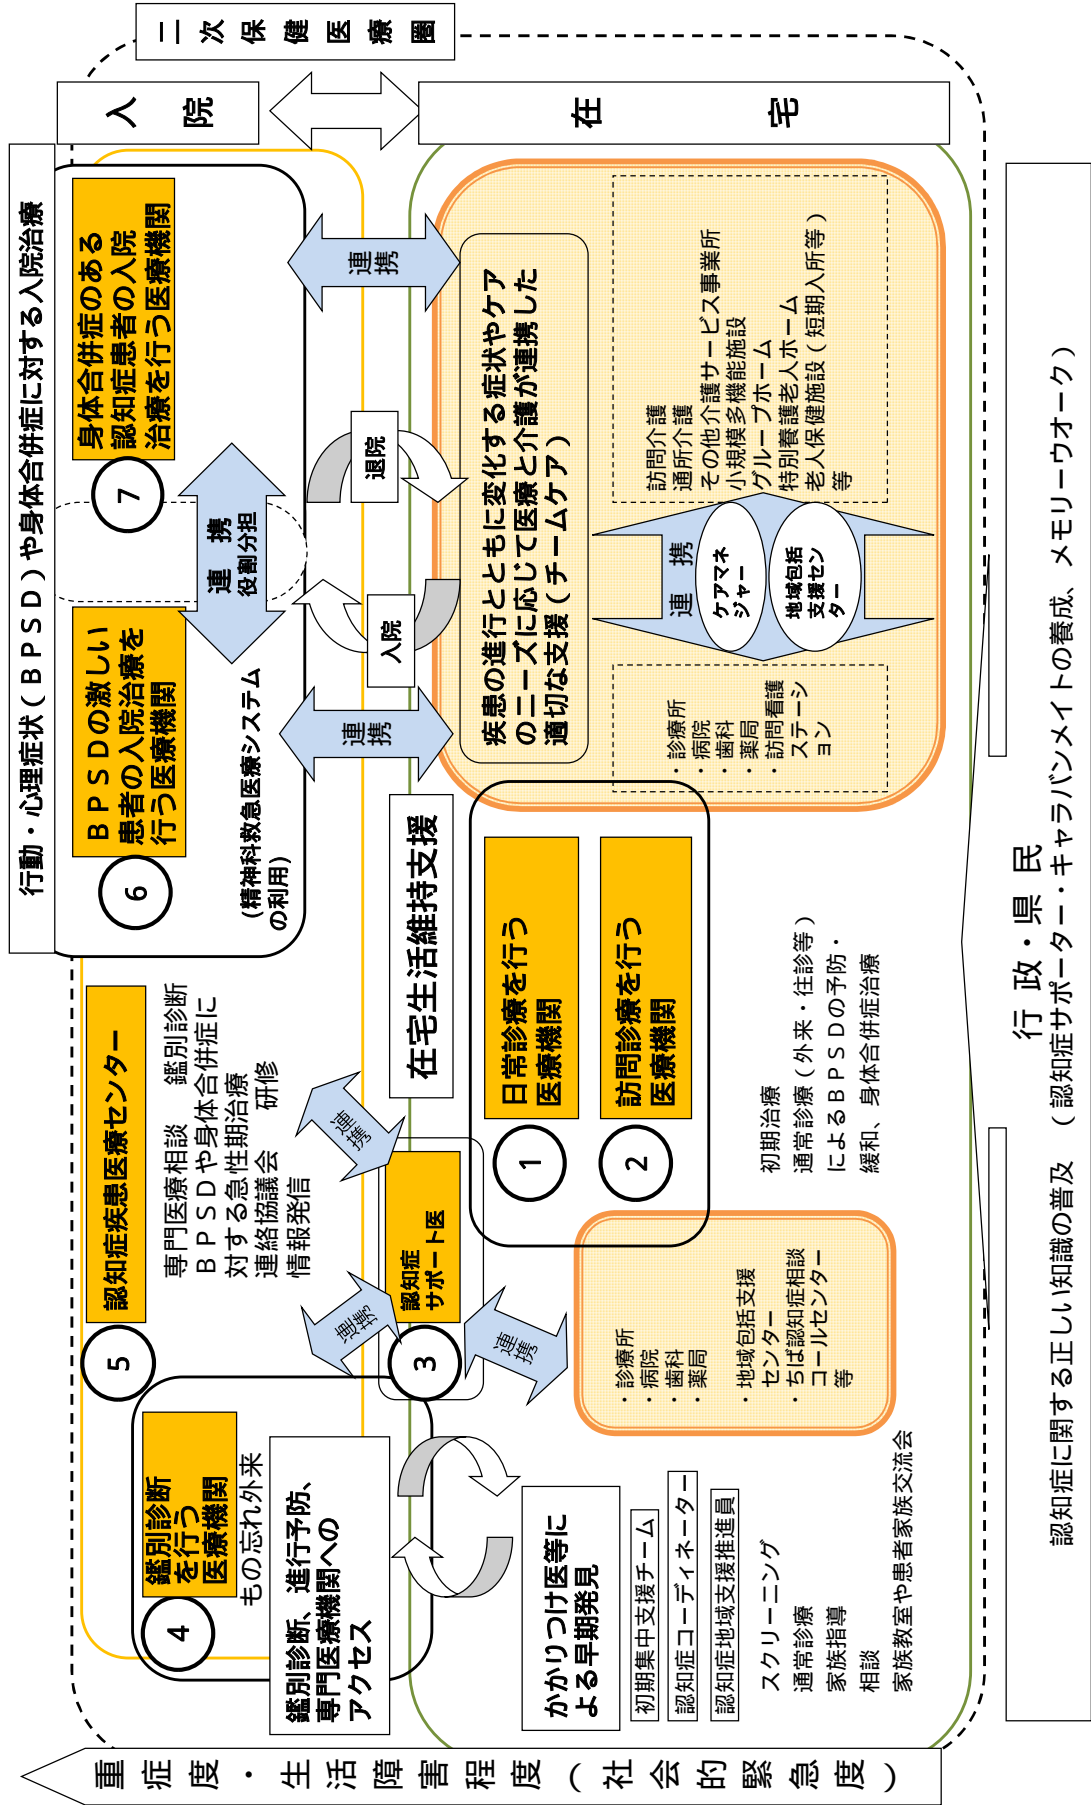 二次保健医療圏
入院
在宅
行動・心理症状(BPSD)や身体合併症に対する入院治療
身体合併症のある
認知症患者の入院
治療を行う医療機関
⑦
連携
役割分担
BPSDの激しい
患者の入院治療を
行う医療機関
⑥
(精神科救急医療システム
の利用)
連携
連携
退院
入院
疾患の進行とともに変化する症状やケア
のニーズに応じて医療と介護が連携した
適切な支援(チームケア)
訪問介護
通所介護
その他介護サービス事業所
小規模多機能施設
グループホーム
特別養護老人ホーム
老人保健施設(短期入所等)
等
連携
ケアマネ
ジャー
地域包括
支援セン
ター
・診療所
・病院
・歯科
・薬局
・訪問看護
ステーシ
ョン
在宅生活維持支援
日常診療を行う
医療機関
①
訪問診療を行う
医療機関
②
初期治療
通常診療(外来・往診等)
によるBPSDの予防・
緩和、身体合併症治療
認知症疾患医療センター
⑤
専門医療相談 鑑別診断
BPSDや身体合併症に
対する急性期治療
連絡協議会 研修
情報発信
連携
連携
連携
認知症
サポート医
③
・診療所
・病院
・歯科
・薬局
・地域包括支援
センター
・ちば認知症相談
コールセンター
等
鑑別診断
を行う
医療機関
④
もの忘れ外来
鑑別診断、進行予防、
専門医療機関への
アクセス
かかりつけ医等に
よる早期発見
初期集中支援チーム
認知症コーディネーター
認知症地域支援推進員
スクリーニング
通常診療
家族指導
相談
家族教室や患者家族交流会
重症度・生活障害程度(社会的緊急度)
行政・県民
認知症に関する正しい知識の普及 (認知症サポーター・キャラバンメイトの養成、メモリーウオーク)